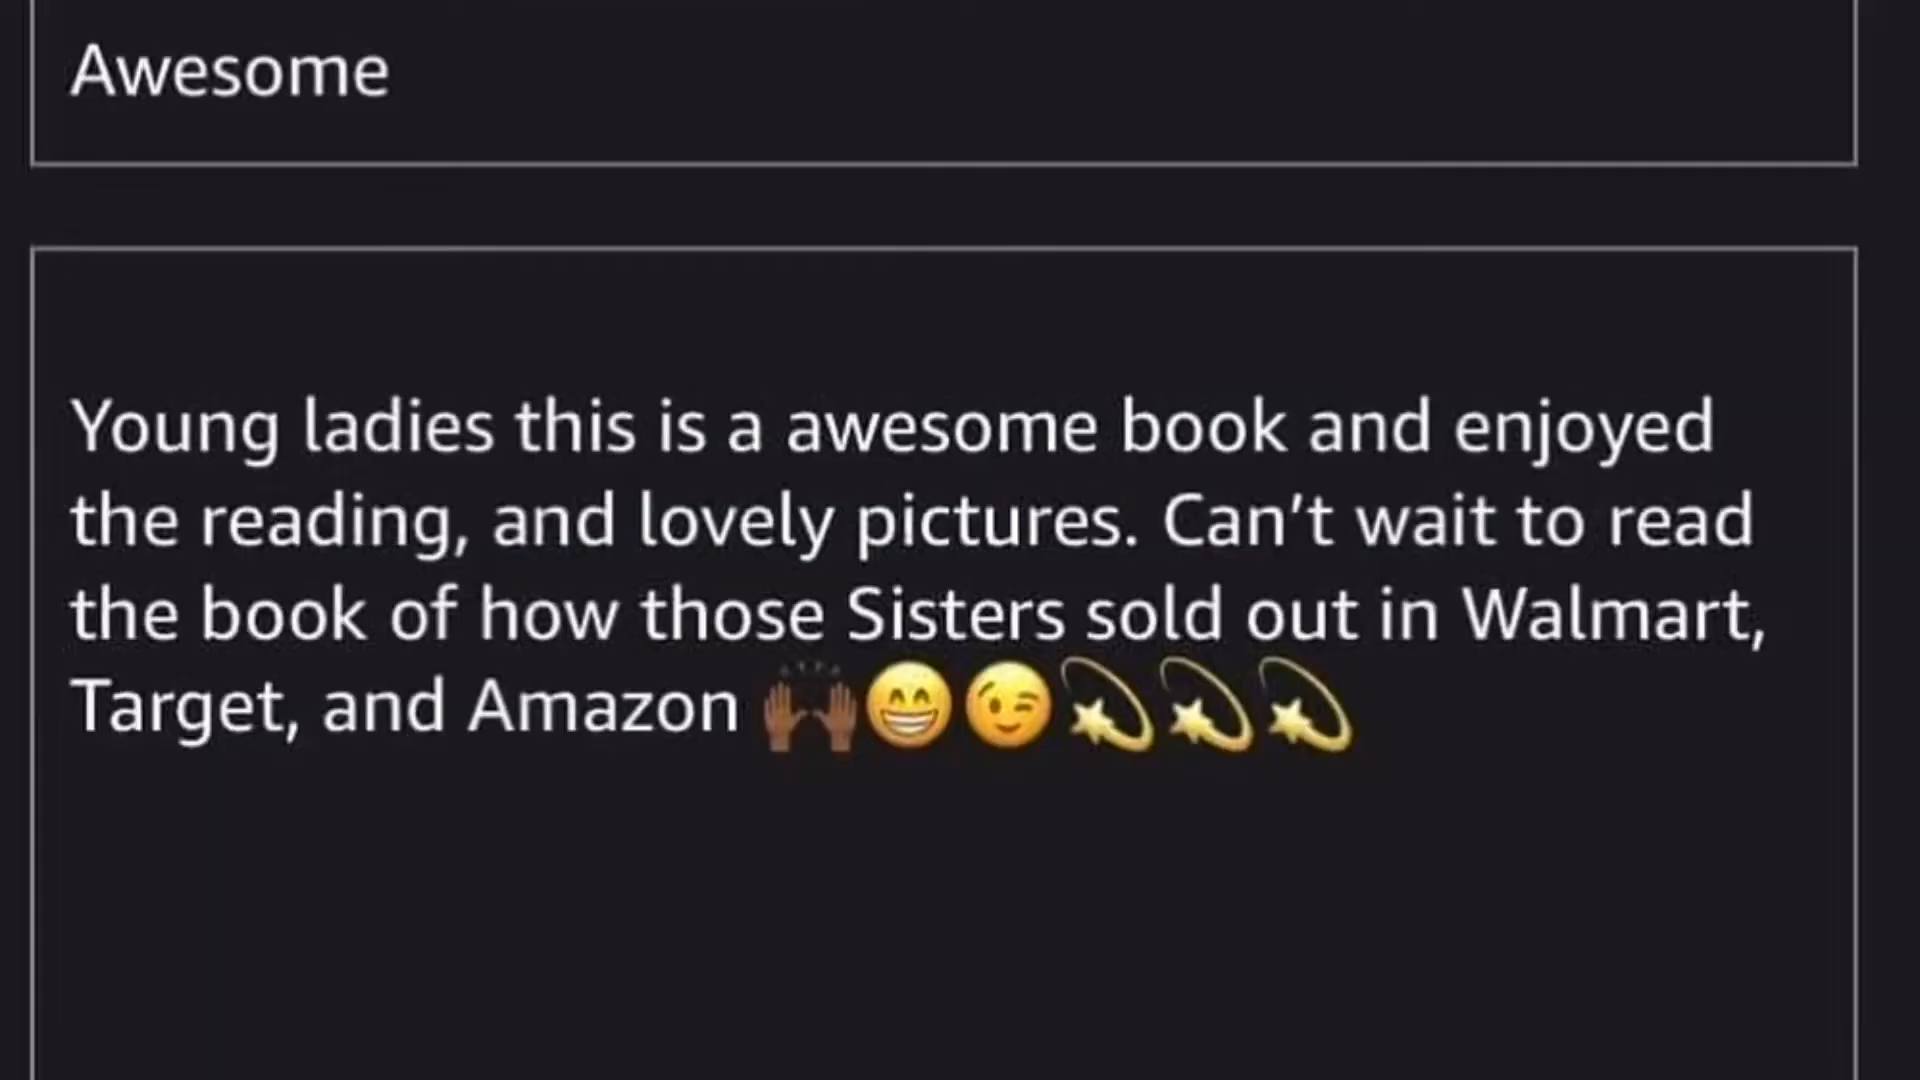 Awesome
Young ladies this is a awesome book and enjoyed
the reading, and lovely pictures. Can’t wait to read
the book of how those Sisters sold out in Walmart,
Target, and Amazon 🙌🏾😁😉💫💫💫